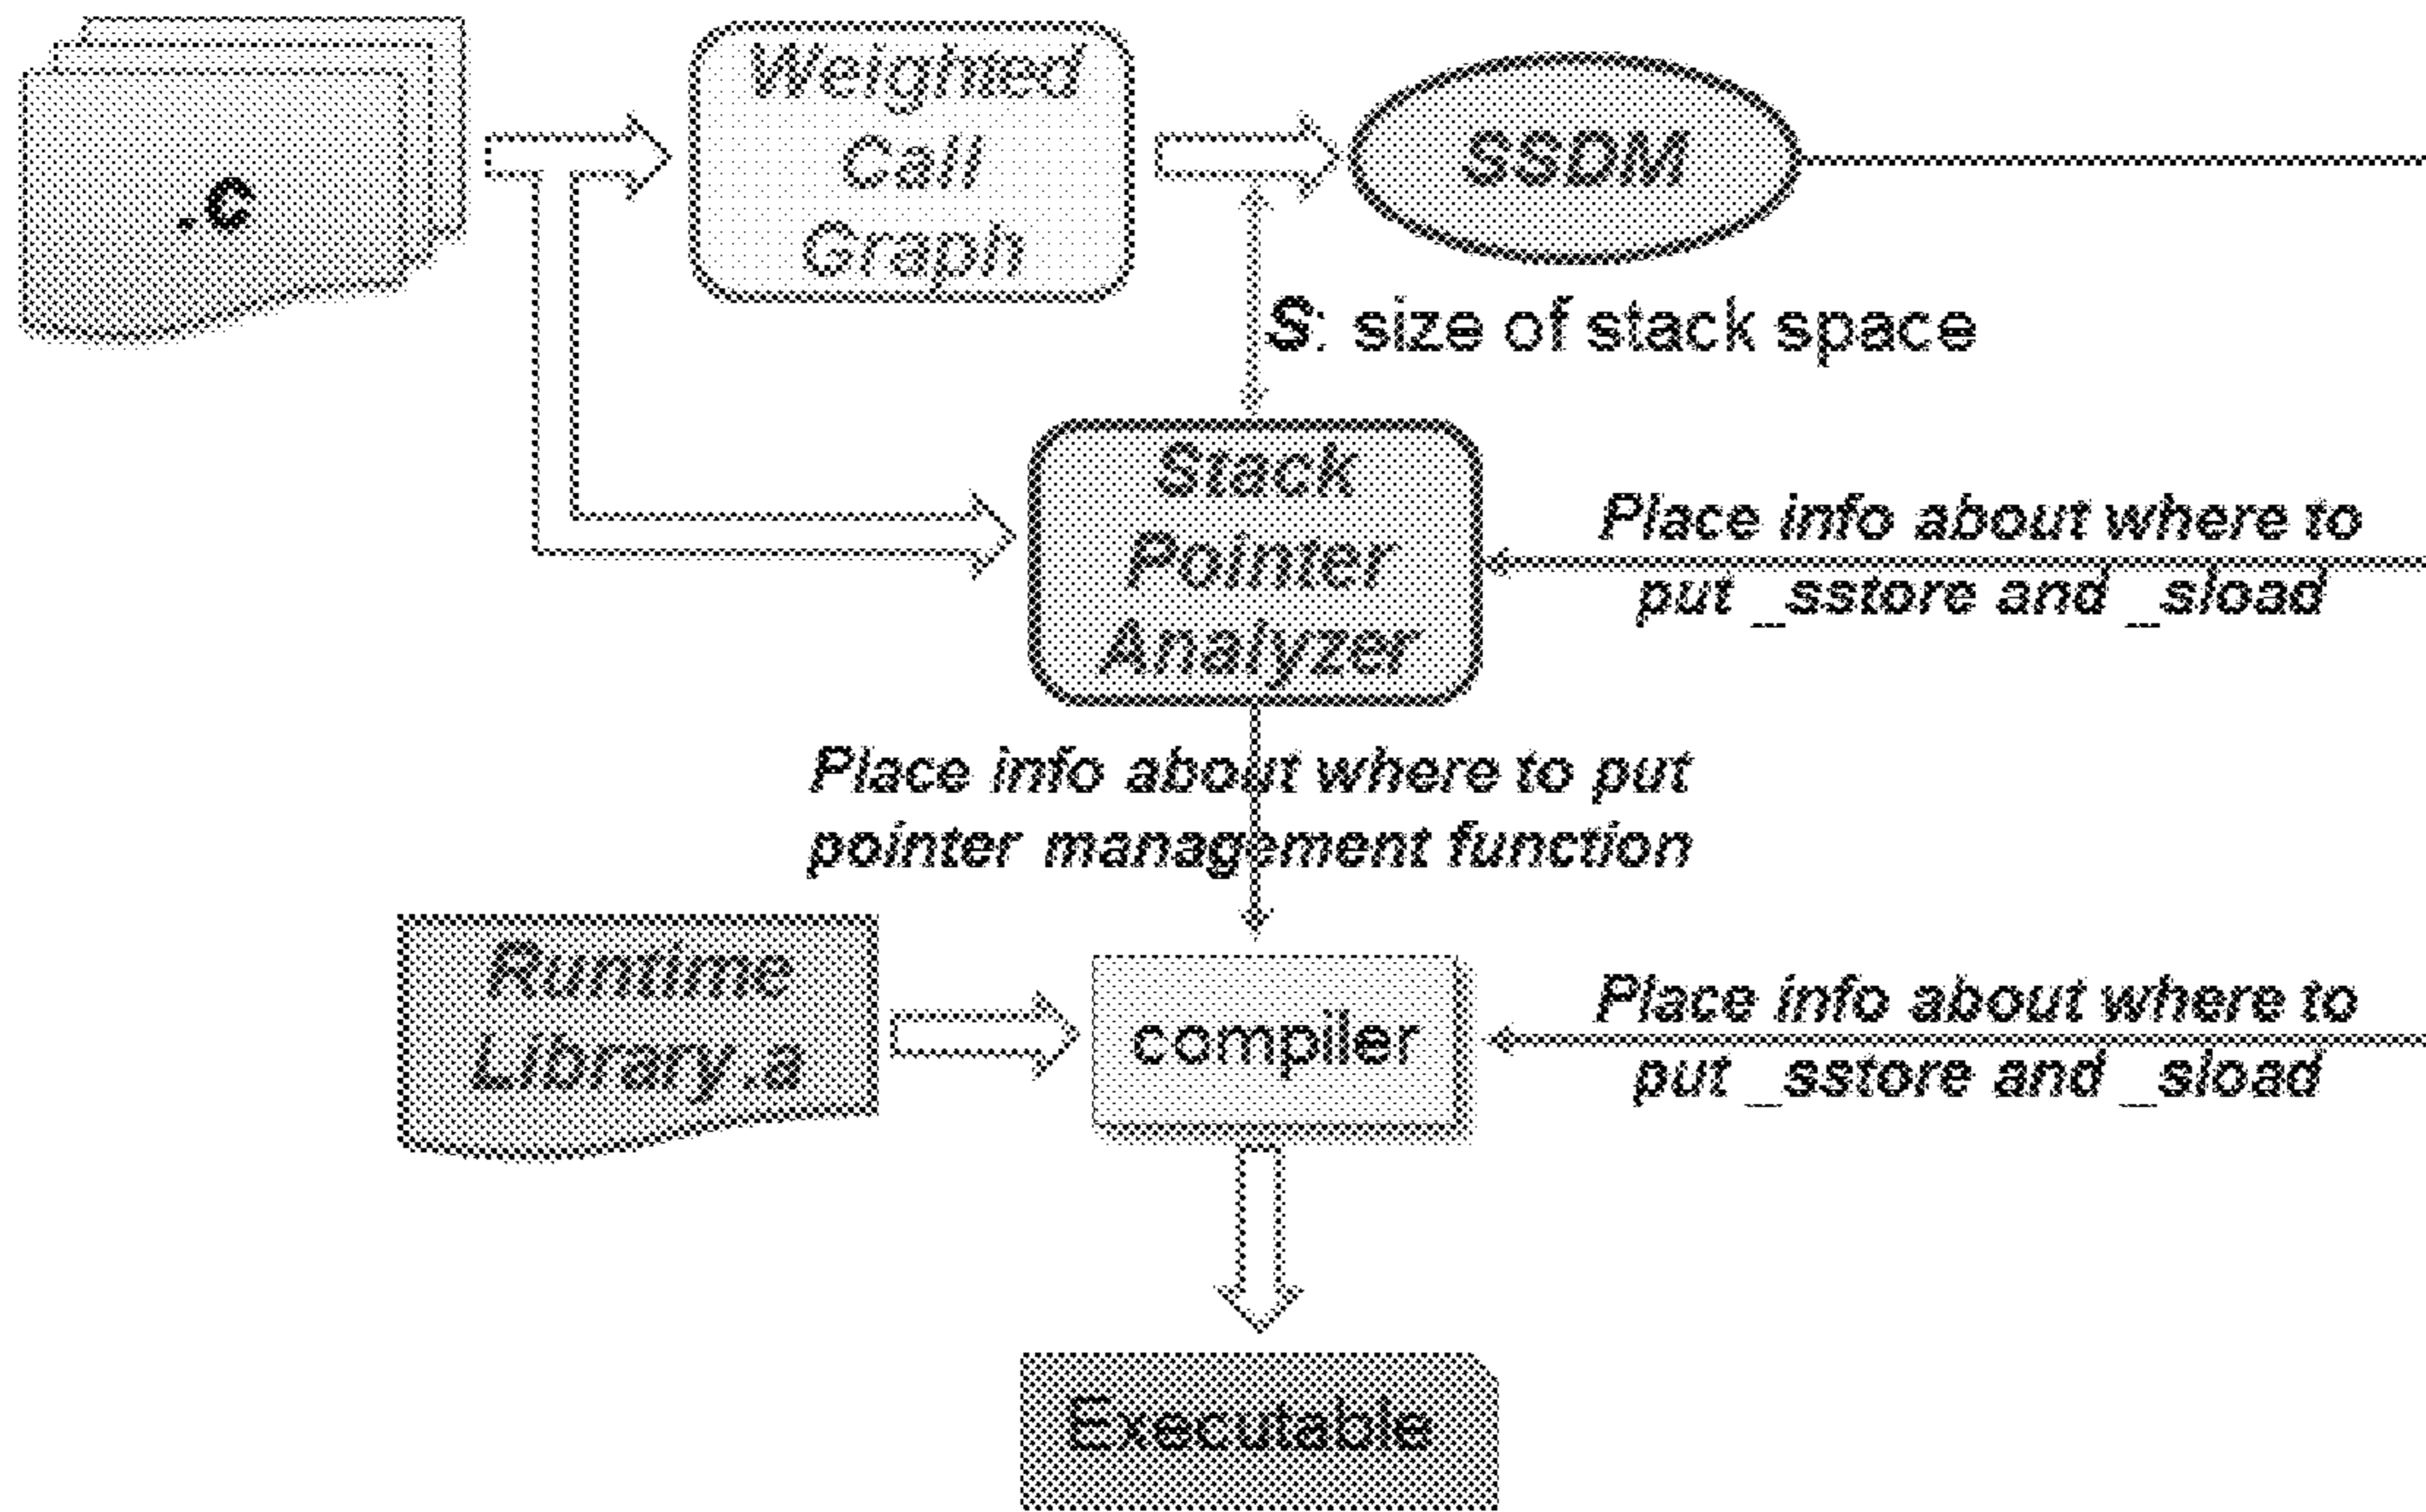 .c
Weighted
Call
Graph
SSDM
S: size of stack space
Stack
Pointer
Analyzer
Place info about where to
put _sstore and _sload
Place info about where to put
pointer management function
Runtime
Library.a
compiler
Place info about where to
put _sstore and _sload
Executable